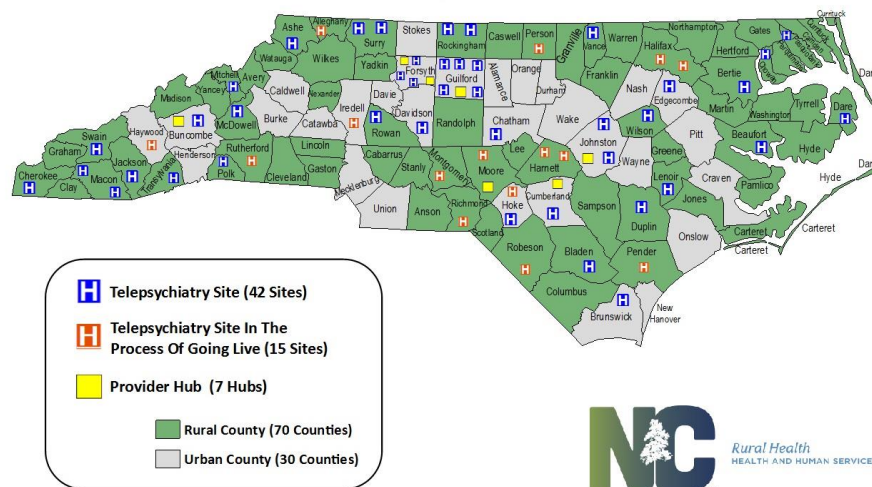 Currituck
Ashe
Alleghany
Surry
Stokes
Rockingham
Caswell
Person
Granville
Vance
Warren
Northampton
Gates
Hertford
Halifax
Watauga
Wilkes
Yadkin
Forsyth
Guilford
Alamance
Orange
Durham
Franklin
Nash
Edgecombe
Bertie
Martin
Washington
Tyrrell
Dare
Mitchell
Avery
Yancey
Caldwell
Alexander
Iredell
Davie
Davidson
Randolph
Chatham
Wake
Wilson
Pitt
Beaufort
Hyde
Madison
Buncombe
McDowell
Burke
Catawba
Rowan
Johnston
Greene
Wayne
Haywood
Swain
Graham
Jackson
Henderson
Rutherford
Polk
Cleveland
Lincoln
Gaston
Cabarrus
Stanly
Montgomery
Moore
Lee
Harnett
Lenoir
Craven
Pamlico
Hyde
Cherokee
Clay
Macon
Transylvania
Mecklenburg
Union
Anson
Richmond
Scotland
Hoke
Cumberland
Sampson
Duplin
Jones
Onslow
Carteret
Carteret
Carteret
Robeson
Bladen
Pender
Columbus
Brunswick
New
Hanover
H Telepsychiatry Site (42 Sites)
H Telepsychiatry Site In The
Process Of Going Live (15 Sites)
Provider Hub (7 Hubs)
Rural County (70 Counties)
Urban County (30 Counties)
NC
Rural Health
HEALTH AND HUMAN SERVICE